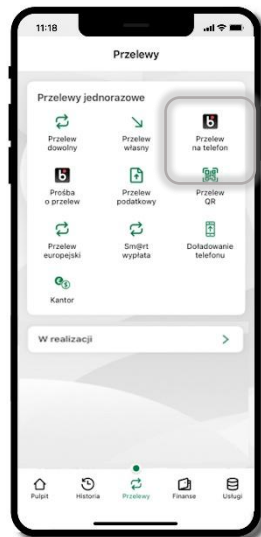 11:18
Przelewy
Przelewy jednorazowe
Przelew dowolny
Przelew własny
Przelew na telefon
Prośba o przelew
Przelew podatkowy
Przelew QR
Przelew europejski
Sm@rt wypłata
Doładowanie telefonu
Kantor
W realizacji
Pulpit
Historia
Przelewy
Finanse
Usługi